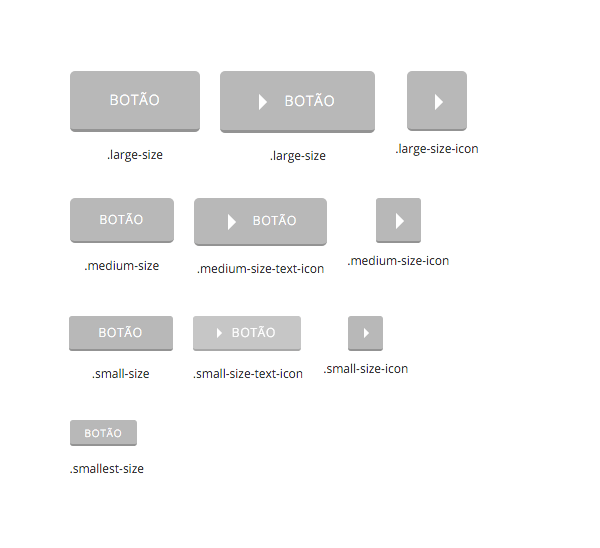 BOTÃO
BOTÃO
.large-size
.large-size
.large-size-icon
BOTÃO
BOTÃO
.medium-size
.medium-size-text-icon
.medium-size-icon
BOTÃO
BOTÃO
.small-size
.small-size-text-icon
.small-size-icon
BOTÃO
.smallest-size